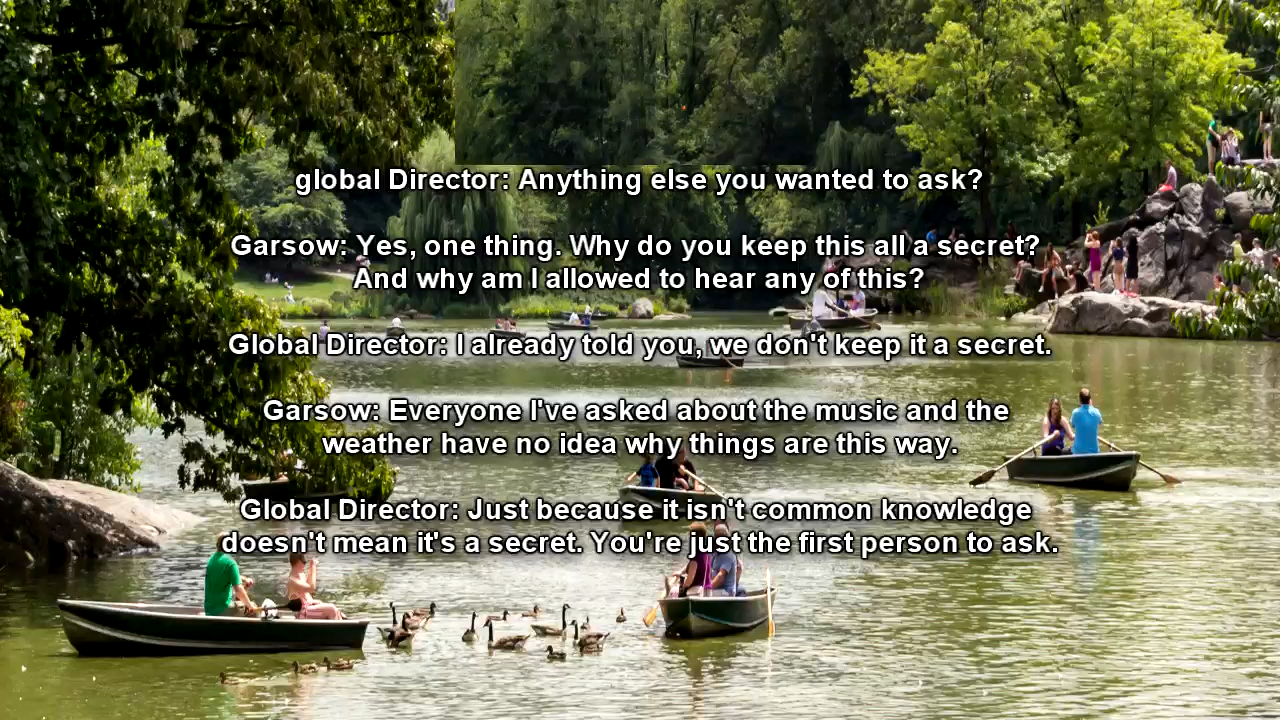 global Director: Anything else you wanted to ask?
Garsow: Yes, one thing. Why do you keep this all a secret?
And why am I allowed to hear any of this?
Global Director: I already told you, we don't keep it a secret.
Garsow: Everyone I've asked about the music and the
weather have no idea why things are this way.
Global Director: Just because it isn't common knowledge
doesn't mean it's a secret. You're just the first person to ask.